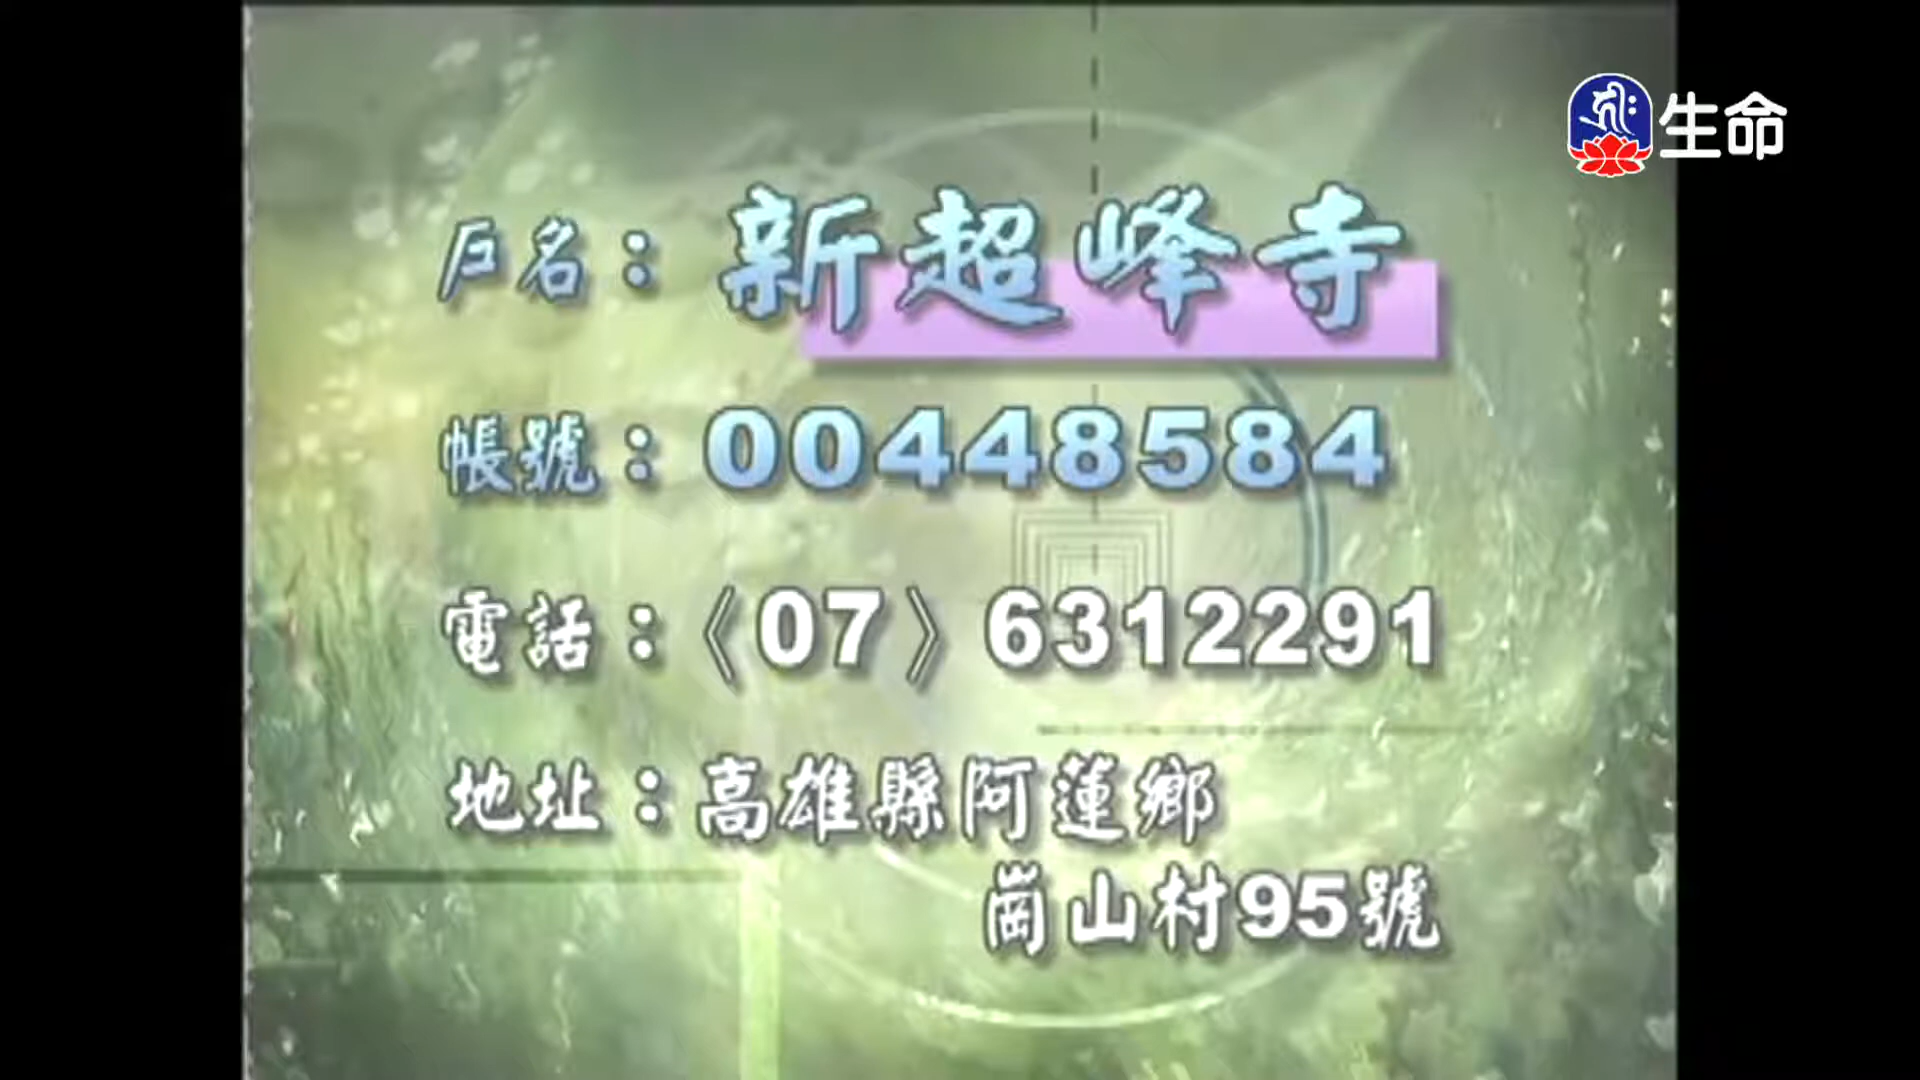 生命
戶名：新超峰寺
帳號：00448584
電話：〈07〉6312291
地址：高雄縣阿蓮鄉
崗山村95號